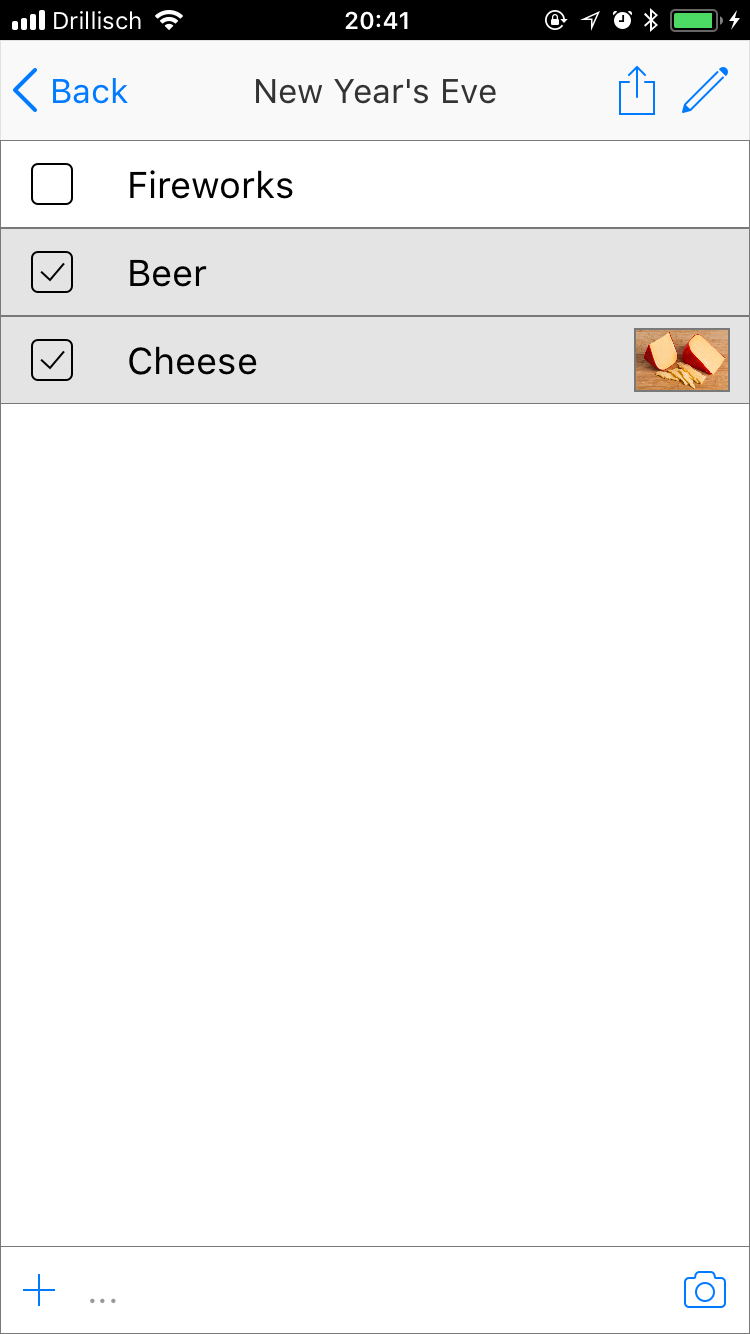 Drillisch 20:41
Back New Year's Eve
Fireworks
Beer
Cheese
...